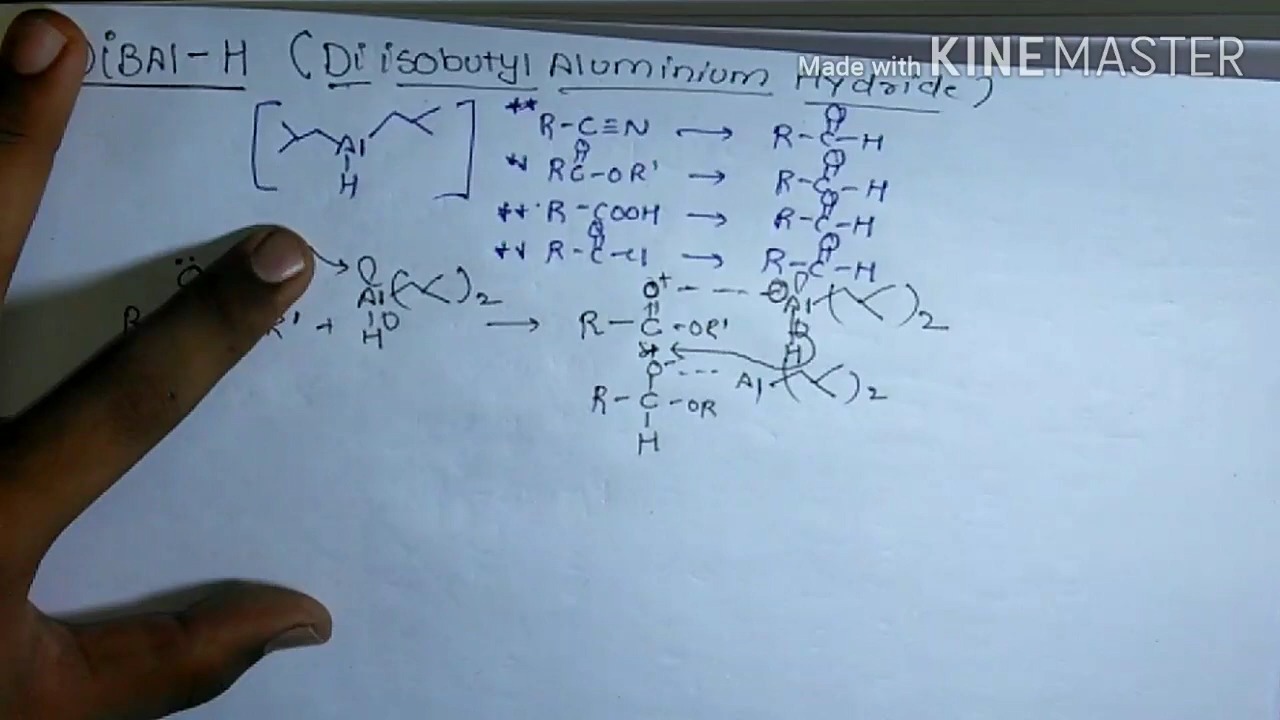 DiBAl-H (Di isobutyl Aluminium Hydride)
Made with KINEMASTER
Al
H
** R-C≡N → R-C-H
O O
* RC-OR' → R-C-H
O
** R-COOH → R-C-H
O O
** R-C-Cl → R-C-H
O O
R R' + Al( )2 → R-C-OR' Al( )2
H O+ H
O- --- Al( )2
R-C-OR
H